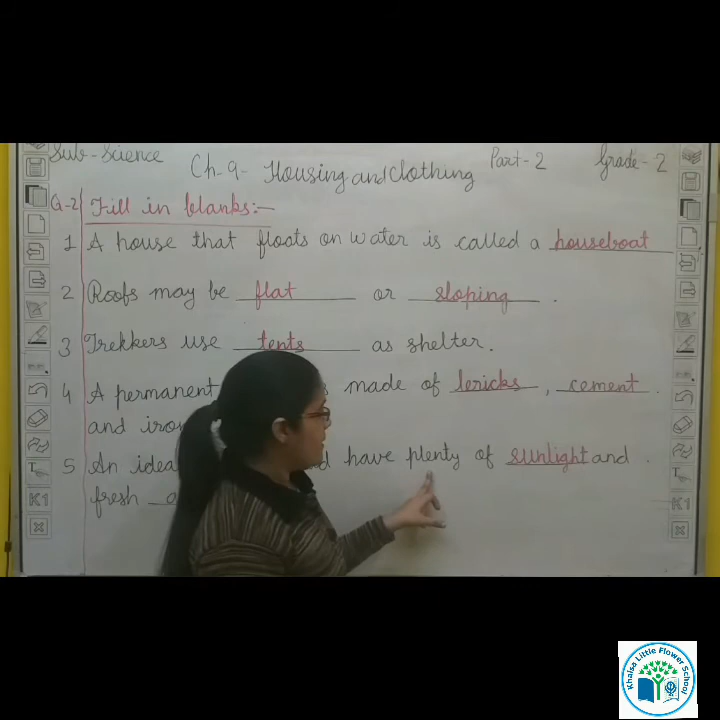 Sub-Science Ch-9- Housing and clothing Part-2 Grade-2
Q-2 Fill in blanks:-
1 A house that floats on water is called a houseboat
2 Roofs may be flat or sloping .
3 Trekkers use tents as shelter.
4 A permanent made of bricks , cement .
and iron
5 An ideal have plenty of sunlight and .
fresh
K1 K1
Khalsa Little Flower School